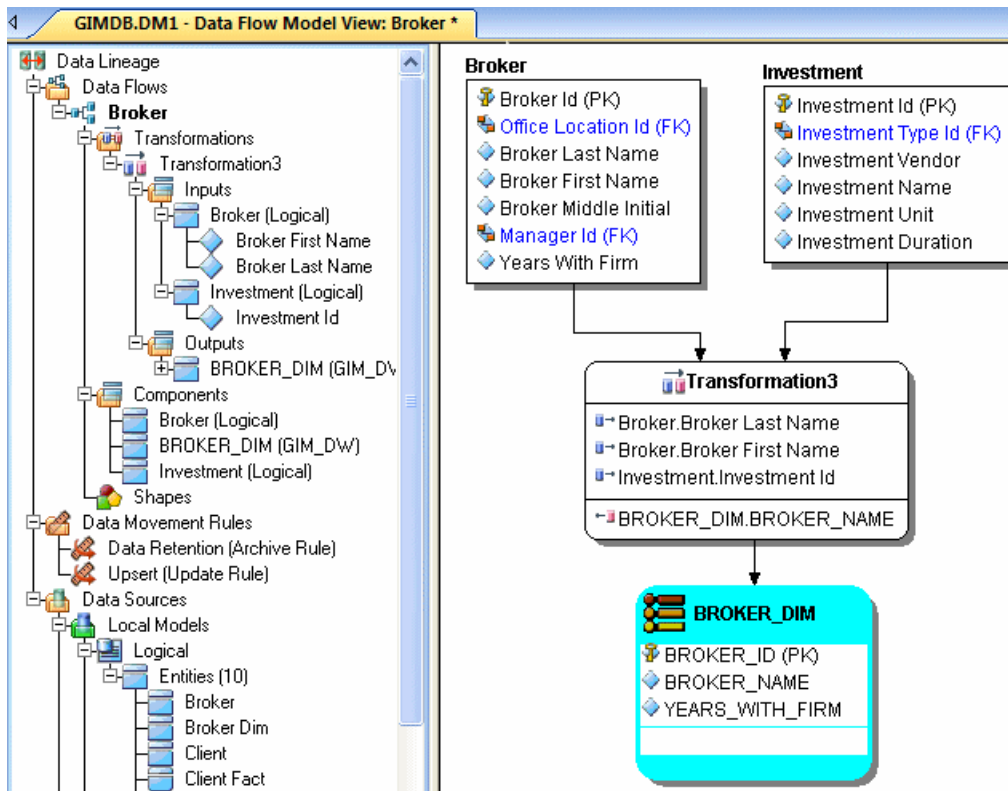 GIMDB.DM1 - Data Flow Model View: Broker *
Data Lineage
Data Flows
Broker
Transformations
Transformation3
Inputs
Broker (Logical)
Broker First Name
Broker Last Name
Investment (Logical)
Investment Id
Outputs
BROKER_DIM (GIM_DW
Components
Broker (Logical)
BROKER_DIM (GIM_DW)
Investment (Logical)
Shapes
Data Movement Rules
Data Retention (Archive Rule)
Upsert (Update Rule)
Data Sources
Local Models
Logical
Entities (10)
Broker
Broker Dim
Client
Client Fact
Broker
Broker Id (PK)
Office Location Id (FK)
Broker Last Name
Broker First Name
Broker Middle Initial
Manager Id (FK)
Years With Firm
Investment
Investment Id (PK)
Investment Type Id (FK)
Investment Vendor
Investment Name
Investment Unit
Investment Duration
Transformation3
Broker.Broker Last Name
Broker.Broker First Name
Investment.Investment Id
BROKER_DIM.BROKER_NAME
BROKER_DIM
BROKER_ID (PK)
BROKER_NAME
YEARS_WITH_FIRM